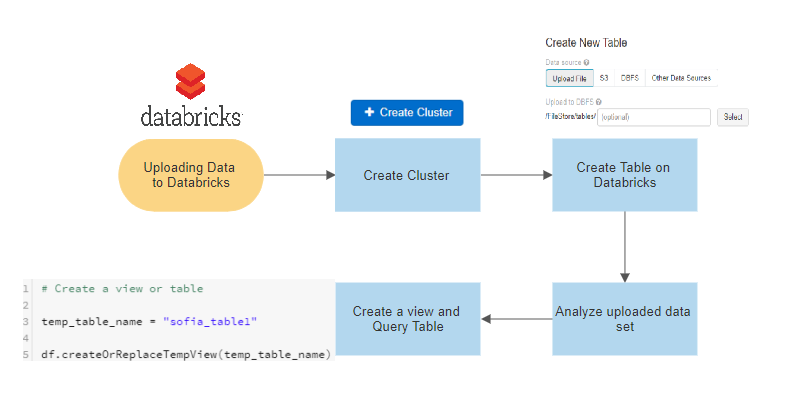 Create New Table
Data source
Upload File S3 DBFS Other Data Sources
Upload to DBFS
/FileStore/tables/ (optional) Select
databricks
+ Create Cluster
Uploading Data
to Databricks
Create Cluster
Create Table on
Databricks
1 # Create a view or table
2
3 temp_table_name = "sofia_table1"
4
5 df.createOrReplaceTempView(temp_table_name)
Create a view and
Query Table
Analyze uploaded data
set